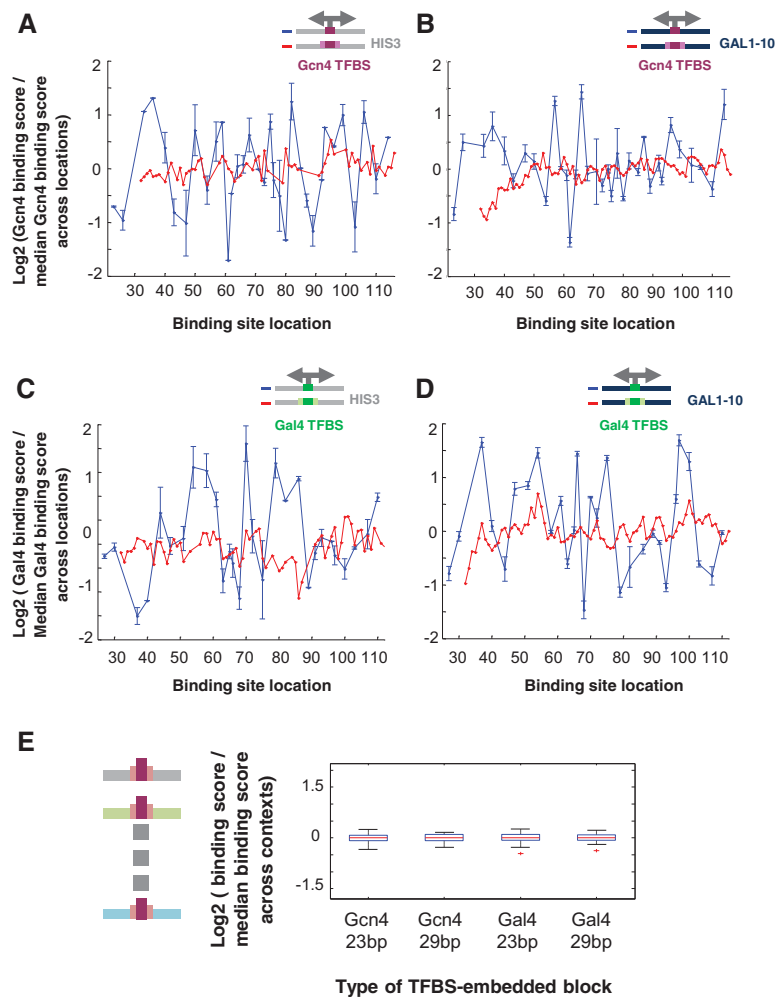 A
HIS3
Gcn4 TFBS
Log2 (Gcn4 binding score /
median Gcn4 binding score
across locations)
2
1
0
-1
-2
30 40 50 60 70 80 90 100 110
Binding site location
B
GAL1-10
Gcn4 TFBS
2
1
0
-1
-2
30 40 50 60 70 80 90 100 110
Binding site location
C
HIS3
Gal4 TFBS
Log2 ( Gal4 binding score /
Median Gal4 binding score
across locations)
2
1
0
-1
-2
30 40 50 60 70 80 90 100 110
Binding site location
D
GAL1-10
Gal4 TFBS
2
1
0
-1
-2
30 40 50 60 70 80 90 100 110
Binding site location
E
Log2 ( binding score /
median binding score
across contexts)
1.5
0
-1.5
Gcn4 Gcn4 Gal4 Gal4
23bp 29bp 23bp 29bp
Type of TFBS-embedded block